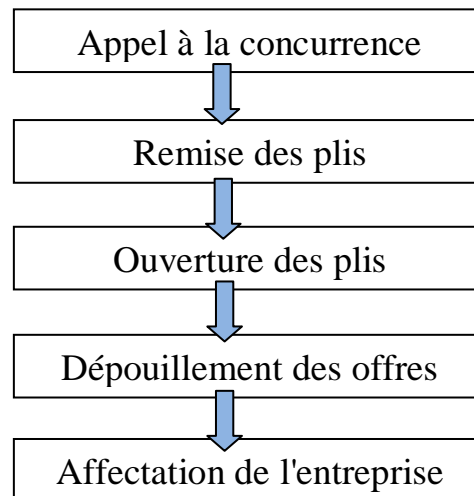 Appel à la concurrence
Remise des plis
Ouverture des plis
Dépouillement des offres
Affectation de l'entreprise